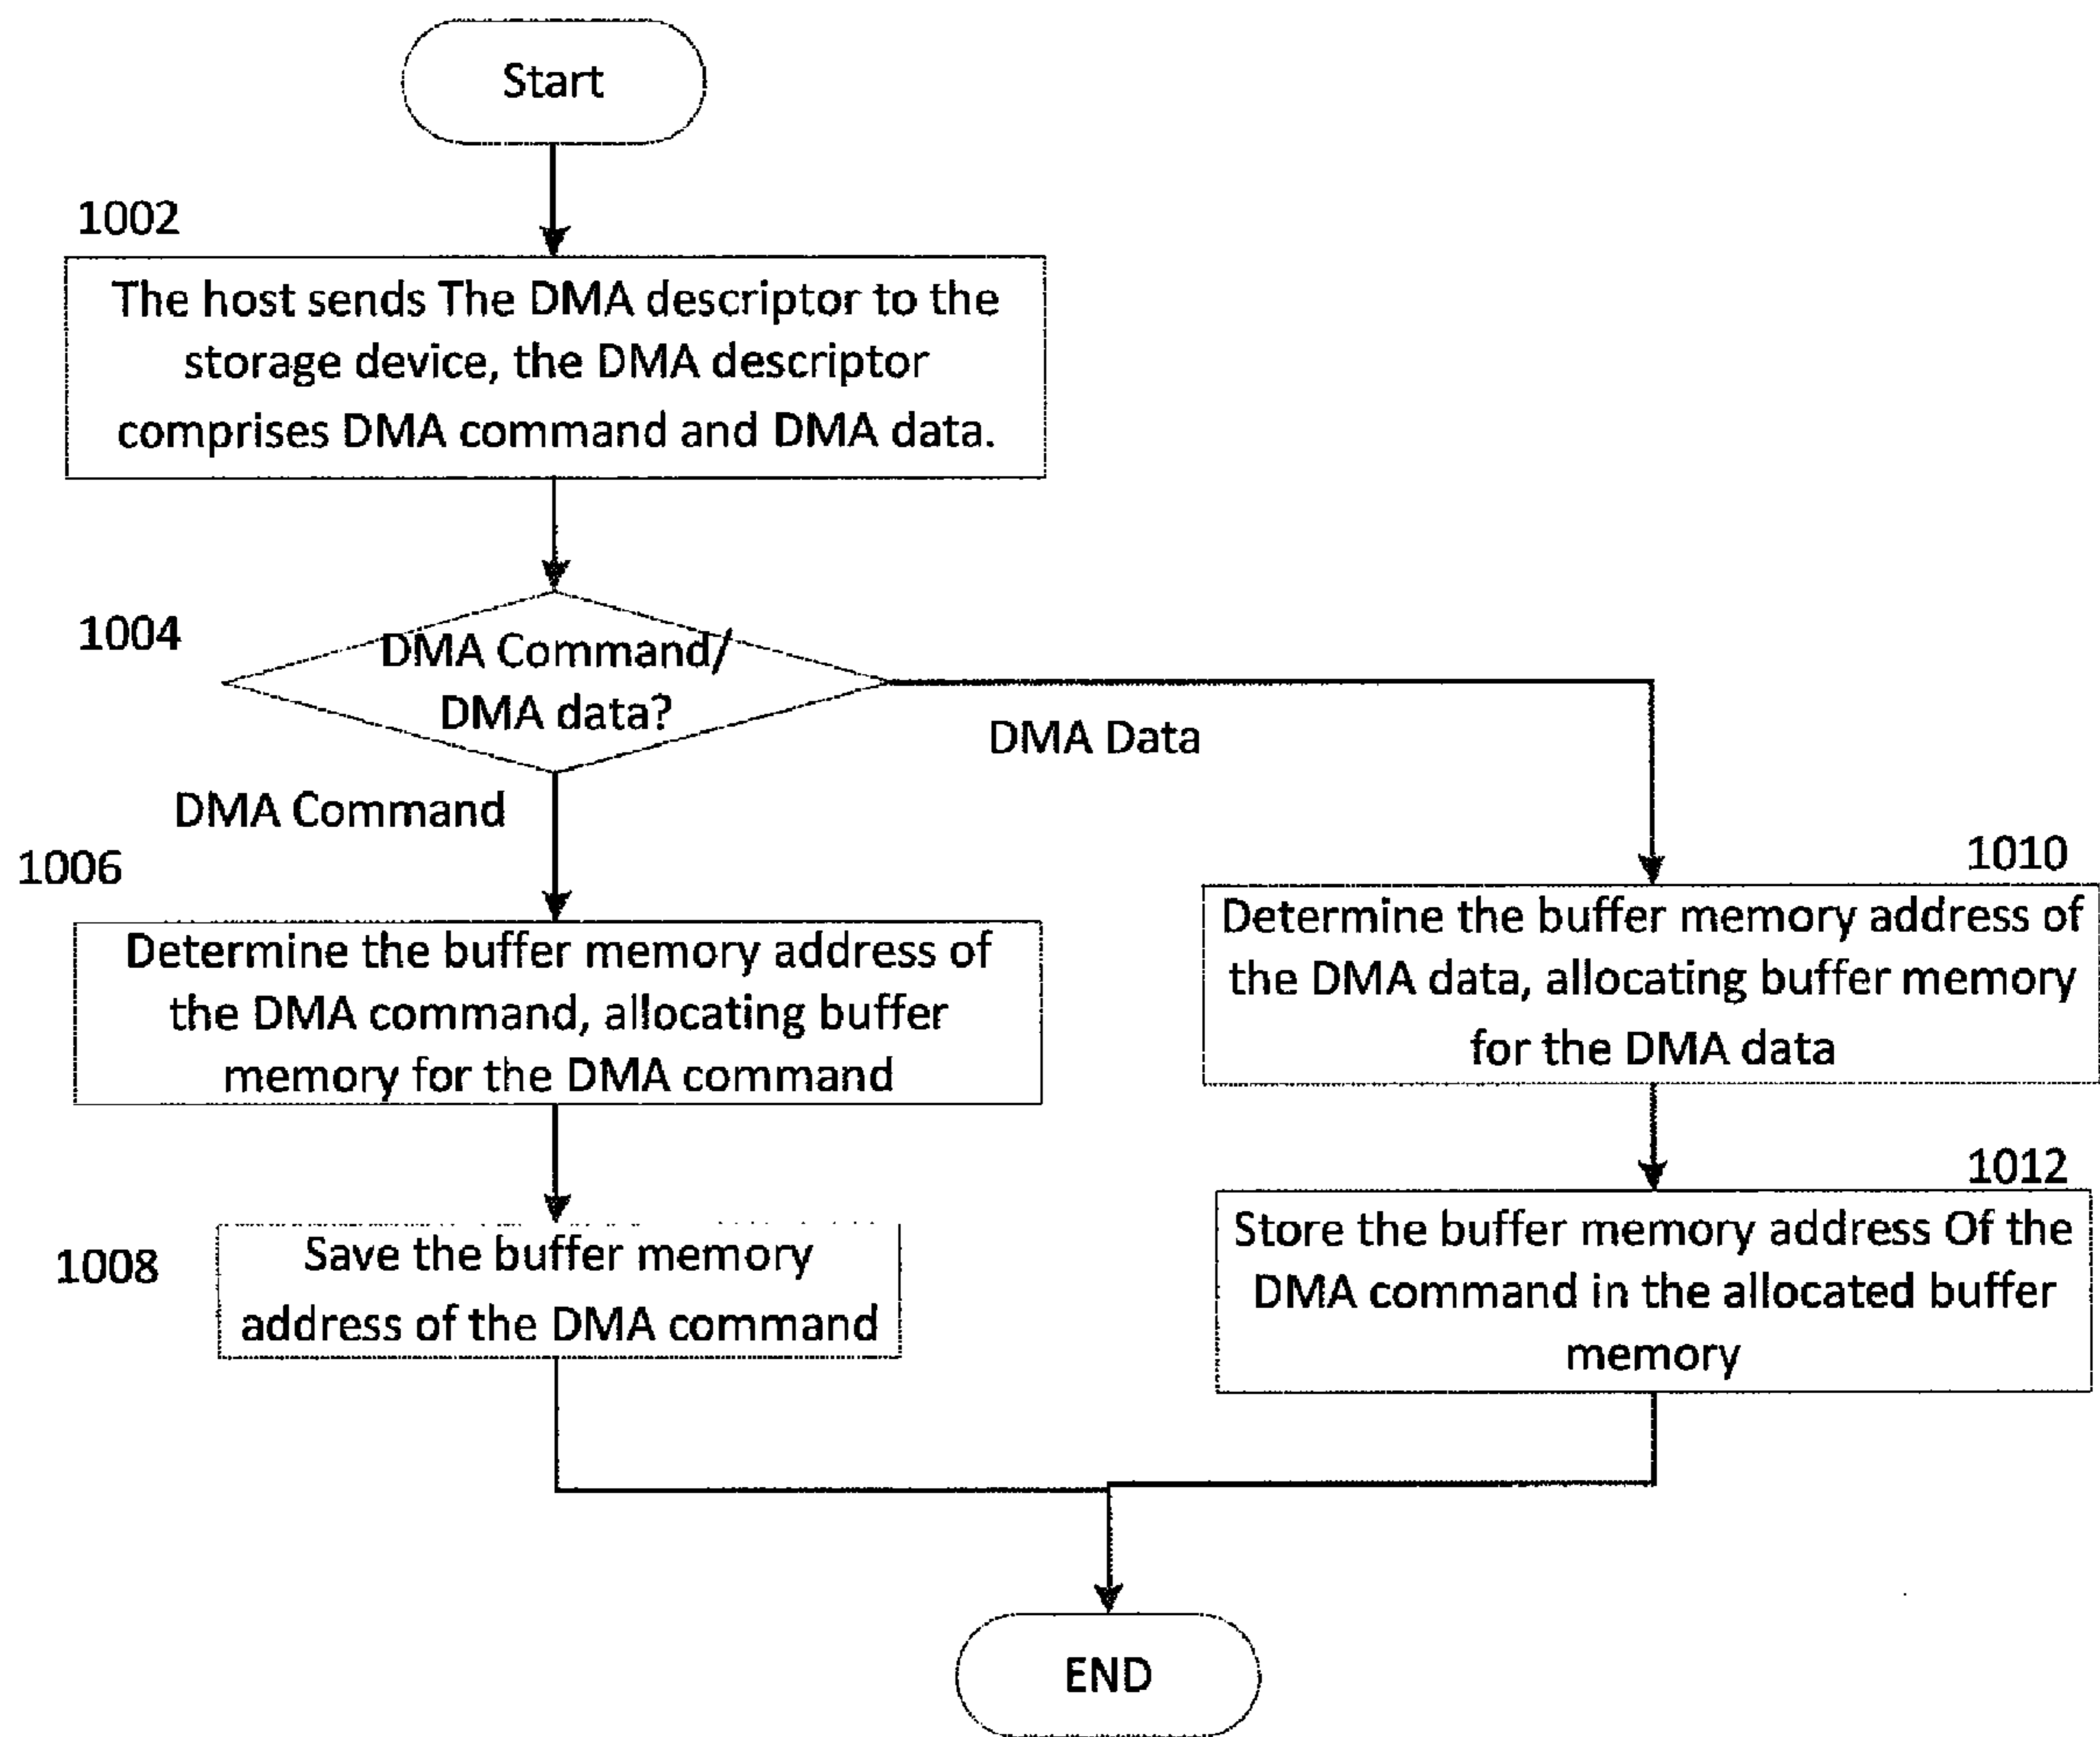 Start
1002
The host sends The DMA descriptor to the
storage device, the DMA descriptor
comprises DMA command and DMA data.
1004
DMA Command/
DMA data?
DMA Data
DMA Command
1006
Determine the buffer memory address of
the DMA command, allocating buffer
memory for the DMA command
1010
Determine the buffer memory address of
the DMA data, allocating buffer memory
for the DMA data
1008
Save the buffer memory
address of the DMA command
1012
Store the buffer memory address Of the
DMA command in the allocated buffer
memory
END